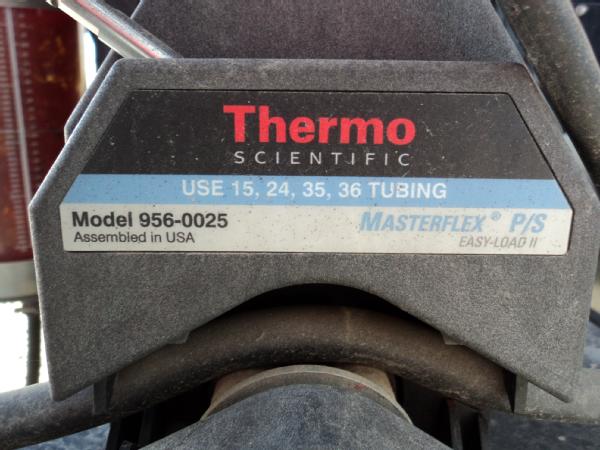 Thermo
SCIENTIFIC
USE 15, 24, 35, 36 TUBING
Model 956-0025 MASTERFLEX® P/S
Assembled in USA EASY-LOAD II